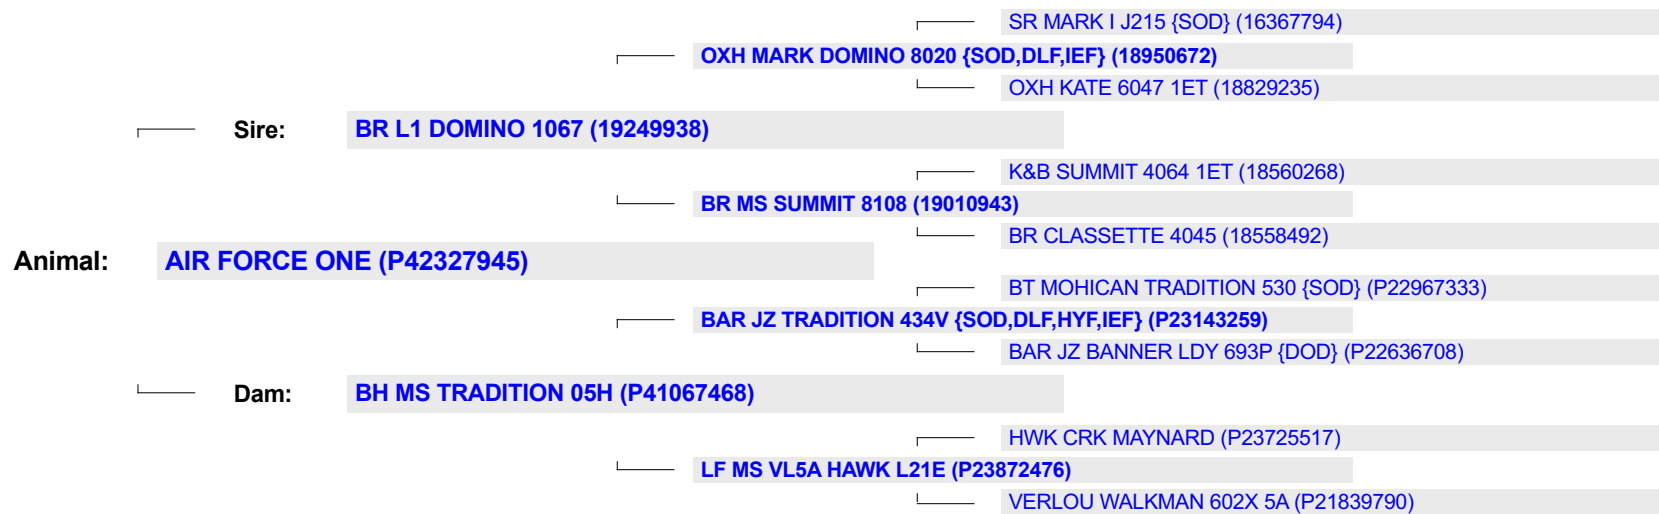 SR MARK I J215 {SOD} (16367794)
OXH MARK DOMINO 8020 {SOD,DLF,IEF} (18950672)
OXH KATE 6047 1ET (18829235)
Sire: BR L1 DOMINO 1067 (19249938)
K&B SUMMIT 4064 1ET (18560268)
BR MS SUMMIT 8108 (19010943)
BR CLASSETTE 4045 (18558492)
Animal: AIR FORCE ONE (P42327945)
BT MOHICAN TRADITION 530 {SOD} (P22967333)
BAR JZ TRADITION 434V {SOD,DLF,HYF,IEF} (P23143259)
BAR JZ BANNER LDY 693P {DOD} (P22636708)
Dam: BH MS TRADITION 05H (P41067468)
HWK CRK MAYNARD (P23725517)
LF MS VL5A HAWK L21E (P23872476)
VERLOU WALKMAN 602X 5A (P21839790)